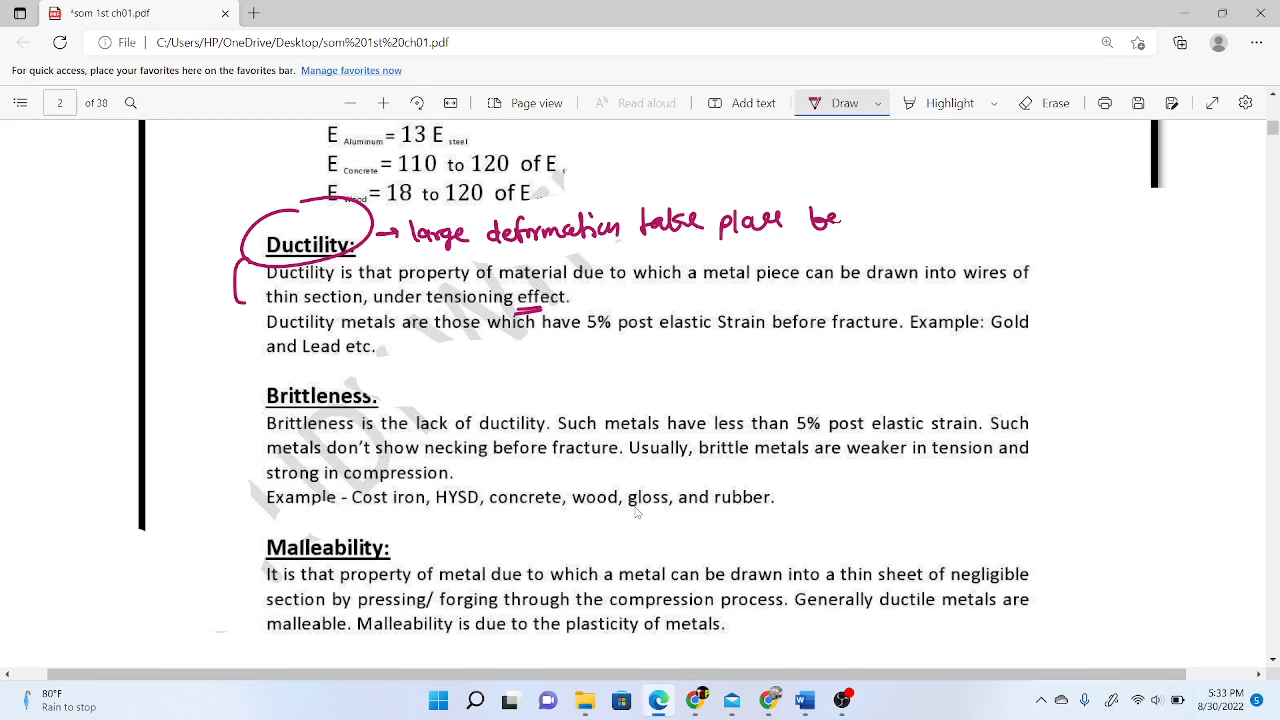 *som 1st ch01.pdf
File C:/Users/HP/OneDrive/Desktop/som%201st%20ch01.pdf
For quick access, place your favorites here on the favorites bar. Manage favorites now
2 of 38 Page view Read aloud Add text Draw Highlight Erase
E Aluminum = 13 E steel
E Concrete = 110 to 120 of E s
E Wood = 18 to 120 of E
Ductility: → large deformation take place be
Ductility is that property of material due to which a metal piece can be drawn into wires of
thin section, under tensioning effect.
Ductility metals are those which have 5% post elastic Strain before fracture. Example: Gold
and Lead etc.
Brittleness:
Brittleness is the lack of ductility. Such metals have less than 5% post elastic strain. Such
metals don't show necking before fracture. Usually, brittle metals are weaker in tension and
strong in compression.
Example - Cost iron, HYSD, concrete, wood, gloss, and rubber.
Malleability:
It is that property of metal due to which a metal can be drawn into a thin sheet of negligible
section by pressing/ forging through the compression process. Generally ductile metals are
malleable. Malleability is due to the plasticity of metals.
80°F
Rain to stop
5:33 PM
8/30/2022
5